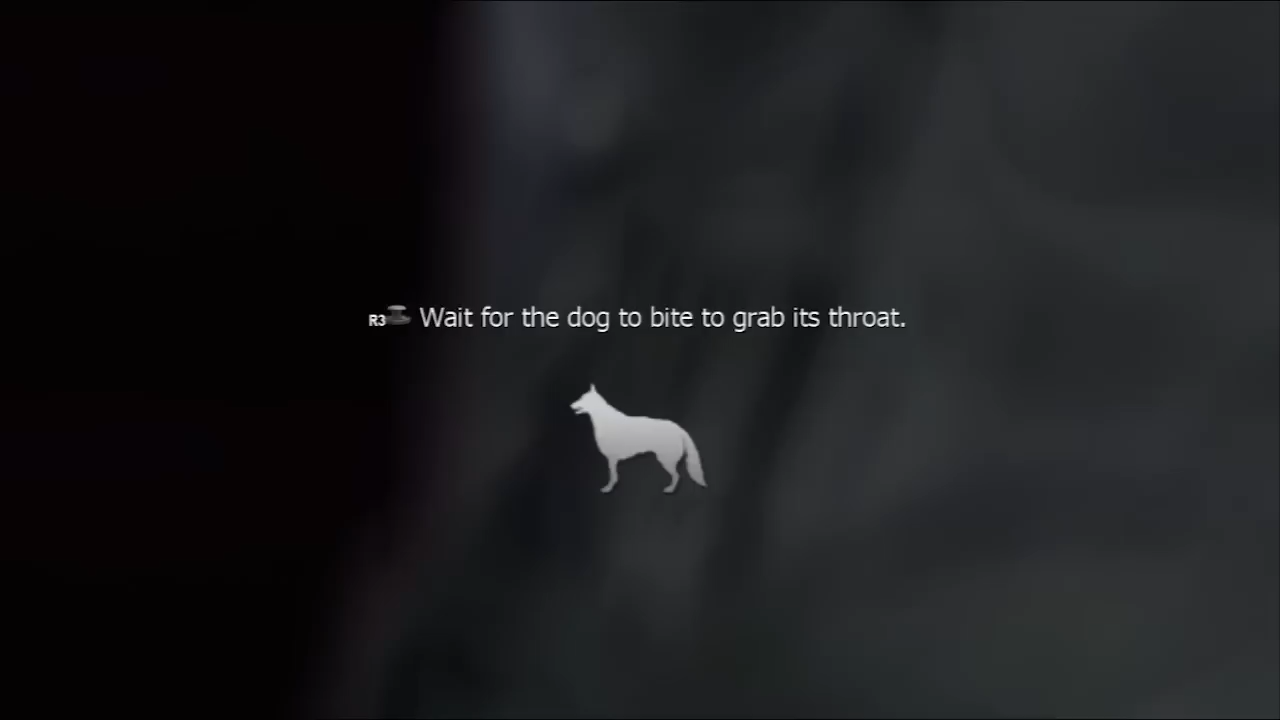 R3 Wait for the dog to bite to grab its throat.